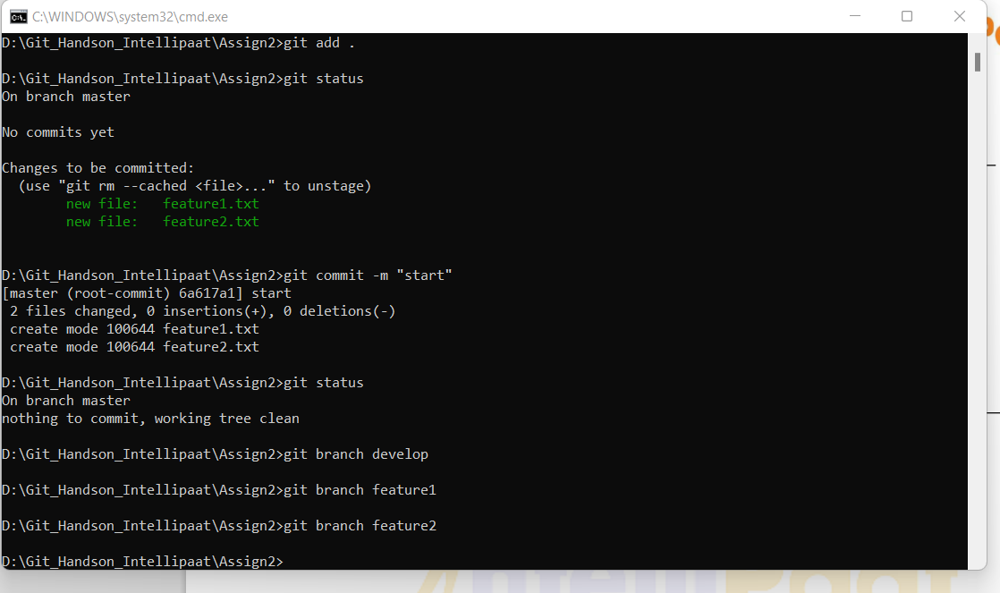 C:\WINDOWS\system32\cmd.exe
D:\Git_Handson_Intellipaat\Assign2>git add .
D:\Git_Handson_Intellipaat\Assign2>git status
On branch master
No commits yet
Changes to be committed:
  (use "git rm --cached <file>..." to unstage)
        new file:   feature1.txt
        new file:   feature2.txt
D:\Git_Handson_Intellipaat\Assign2>git commit -m "start"
[master (root-commit) 6a617a1] start
 2 files changed, 0 insertions(+), 0 deletions(-)
 create mode 100644 feature1.txt
 create mode 100644 feature2.txt
D:\Git_Handson_Intellipaat\Assign2>git status
On branch master
nothing to commit, working tree clean
D:\Git_Handson_Intellipaat\Assign2>git branch develop
D:\Git_Handson_Intellipaat\Assign2>git branch feature1
D:\Git_Handson_Intellipaat\Assign2>git branch feature2
D:\Git_Handson_Intellipaat\Assign2>